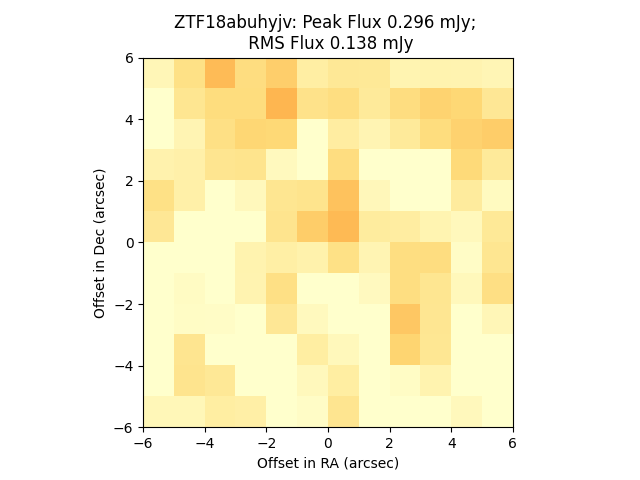 ZTF18abuhyjv: Peak Flux 0.296 mJy;
RMS Flux 0.138 mJy
6
4
2
0
−2
−4
−6
Offset in Dec (arcsec)
−6 −4 −2 0 2 4 6
Offset in RA (arcsec)